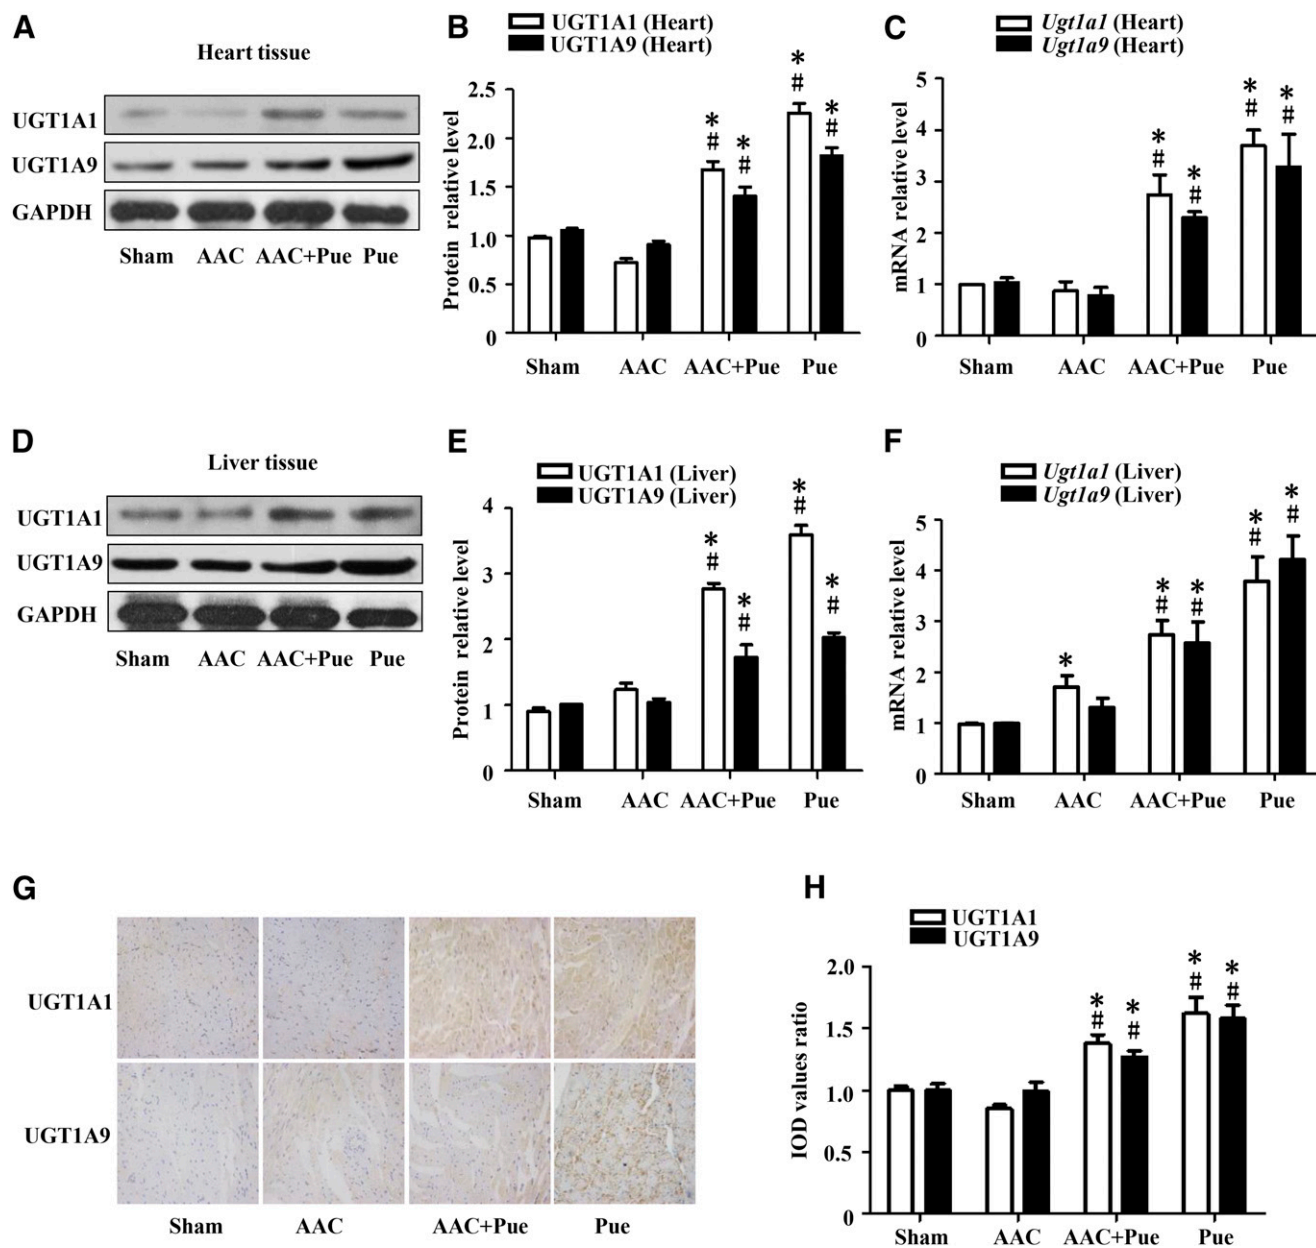 A
Heart tissue
UGT1A1
UGT1A9
GAPDH
Sham AAC AAC+Pue Pue
B
UGT1A1 (Heart)
UGT1A9 (Heart)
Protein relative level
2.5
2.0
1.5
1.0
0.5
0
* # * # * # * #
Sham AAC AAC+Pue Pue
C
Ugt1a1 (Heart)
Ugt1a9 (Heart)
mRNA relative level
5
4
3
2
1
0
* # * # * # * #
Sham AAC AAC+Pue Pue
D
Liver tissue
UGT1A1
UGT1A9
GAPDH
Sham AAC AAC+Pue Pue
E
UGT1A1 (Liver)
UGT1A9 (Liver)
Protein relative level
4
3
2
1
0
* # * # * # * #
Sham AAC AAC+Pue Pue
F
Ugt1a1 (Liver)
Ugt1a9 (Liver)
mRNA relative level
5
4
3
2
1
0
* * # * # * # * #
Sham AAC AAC+Pue Pue
G
UGT1A1
UGT1A9
Sham AAC AAC+Pue Pue
H
UGT1A1
UGT1A9
IOD values ratio
2.0
1.5
1.0
0.5
0
* # * # * # * #
Sham AAC AAC+Pue Pue